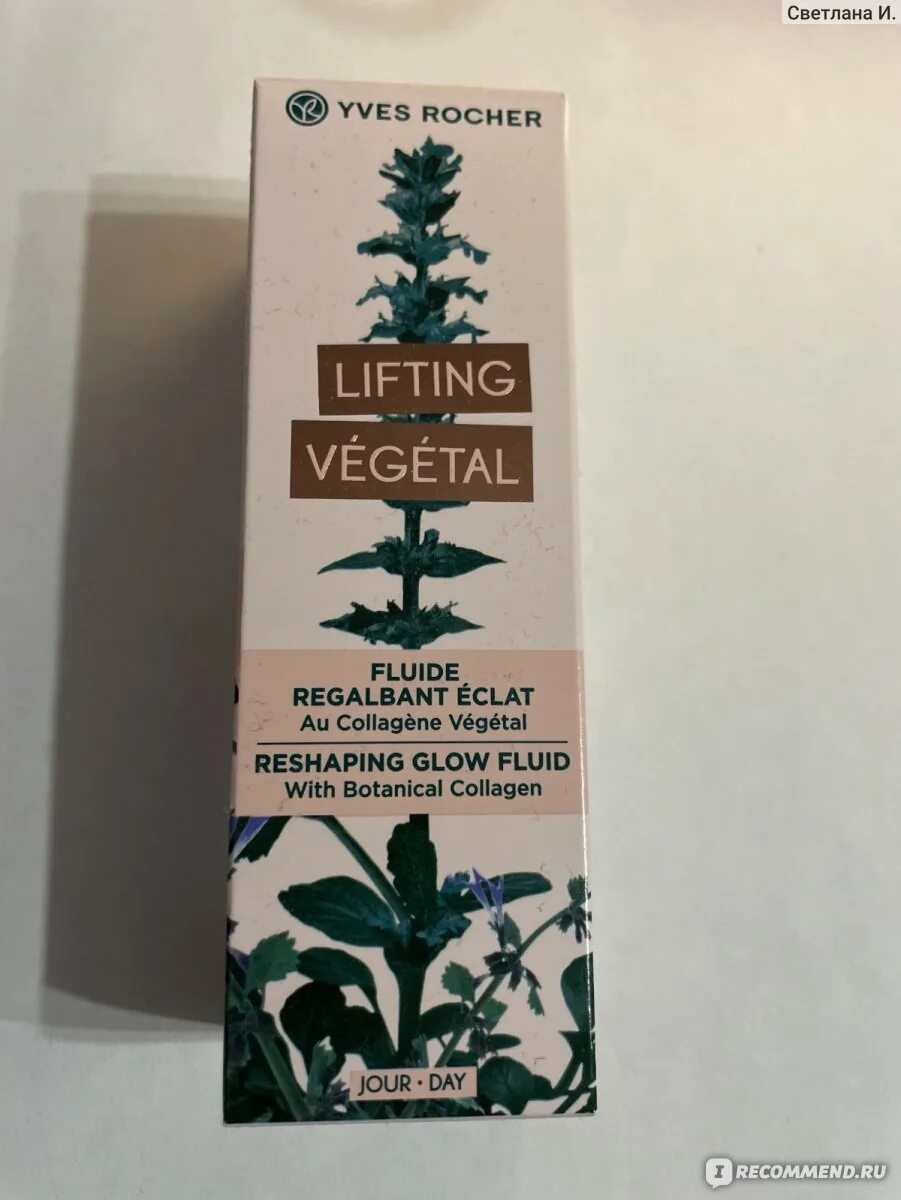 Светлана И.
YVES ROCHER
LIFTING
VÉGÉTAL
FLUIDE
REGALBANT ÉCLAT
Au Collagène Végétal
RESHAPING GLOW FLUID
With Botanical Collagen
JOUR • DAY
IRECOMMEND.RU